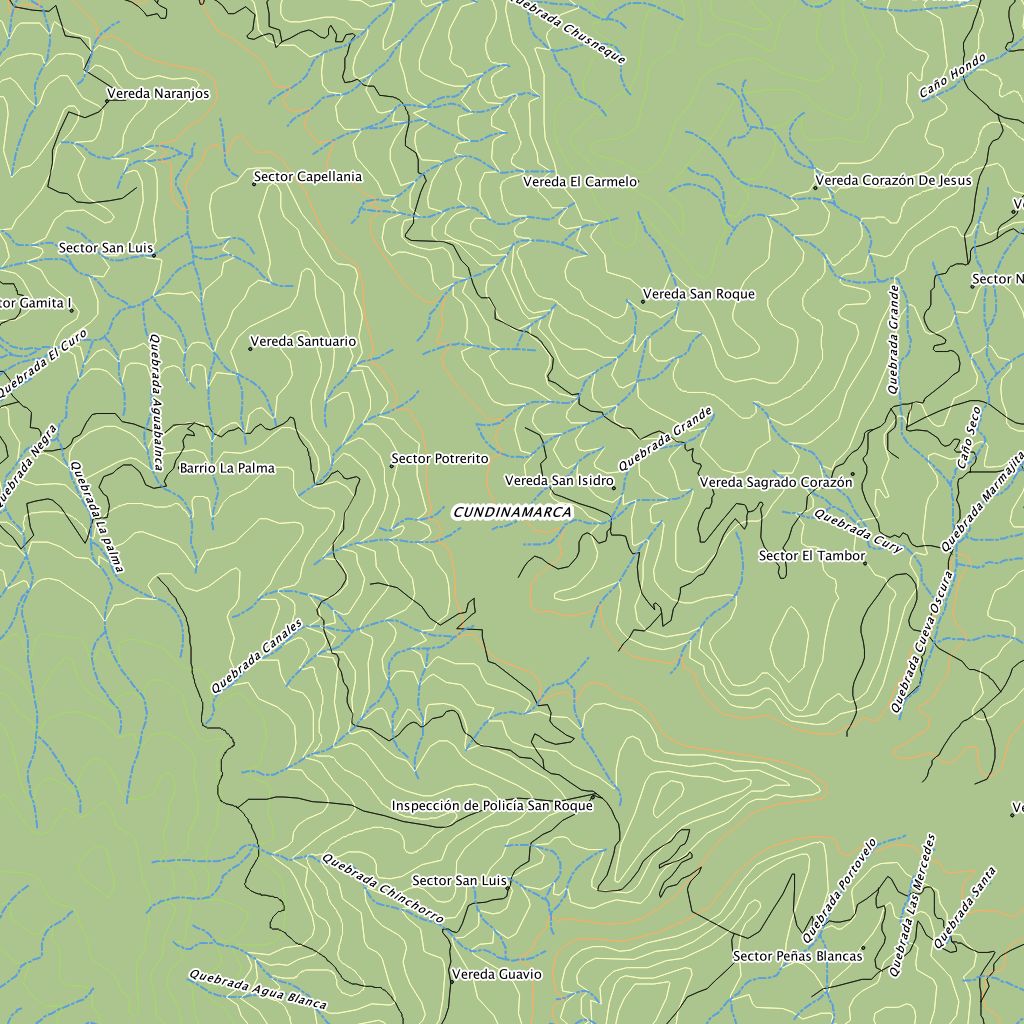 Quebrada Chusneque
Caño Hondo
Vereda Naranjos
Sector Capellania
Vereda El Carmelo
Vereda Corazón De Jesus
Sector San Luis
Sector N
Vereda San Roque
tor Gamita I
Quebrada Grande
Quebrada El Curo
Quebrada Aguabalnca
Vereda Santuario
Quebrada Grande
Caño Seco
Quebrada Negra
Sector Potrerito
Barrio La Palma
Vereda San Isidro
Vereda Sagrado Corazón
Quebrada Marmajita
Quebrada La palma
CUNDINAMARCA
Quebrada Cury
Sector El Tambor
Quebrada Cueva Oscura
Quebrada Canales
Inspección de Policía San Roque
Quebrada Chinchorro
Sector San Luis
Quebrada Portovelo
Quebrada Las Mercedes
Quebrada Santa
Sector Peñas Blancas
Vereda Guavio
Quebrada Agua Blanca